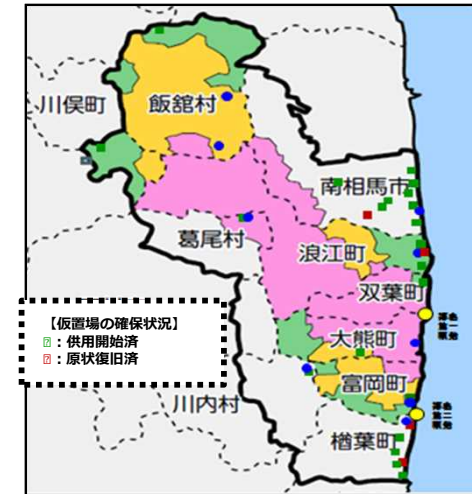 飯舘村
川俣町
南相馬市
葛尾村
浪江町
双葉町
【仮置場の確保状況】
：供用開始済
：原状復旧済
大熊町
富岡町
川内村
楢葉町